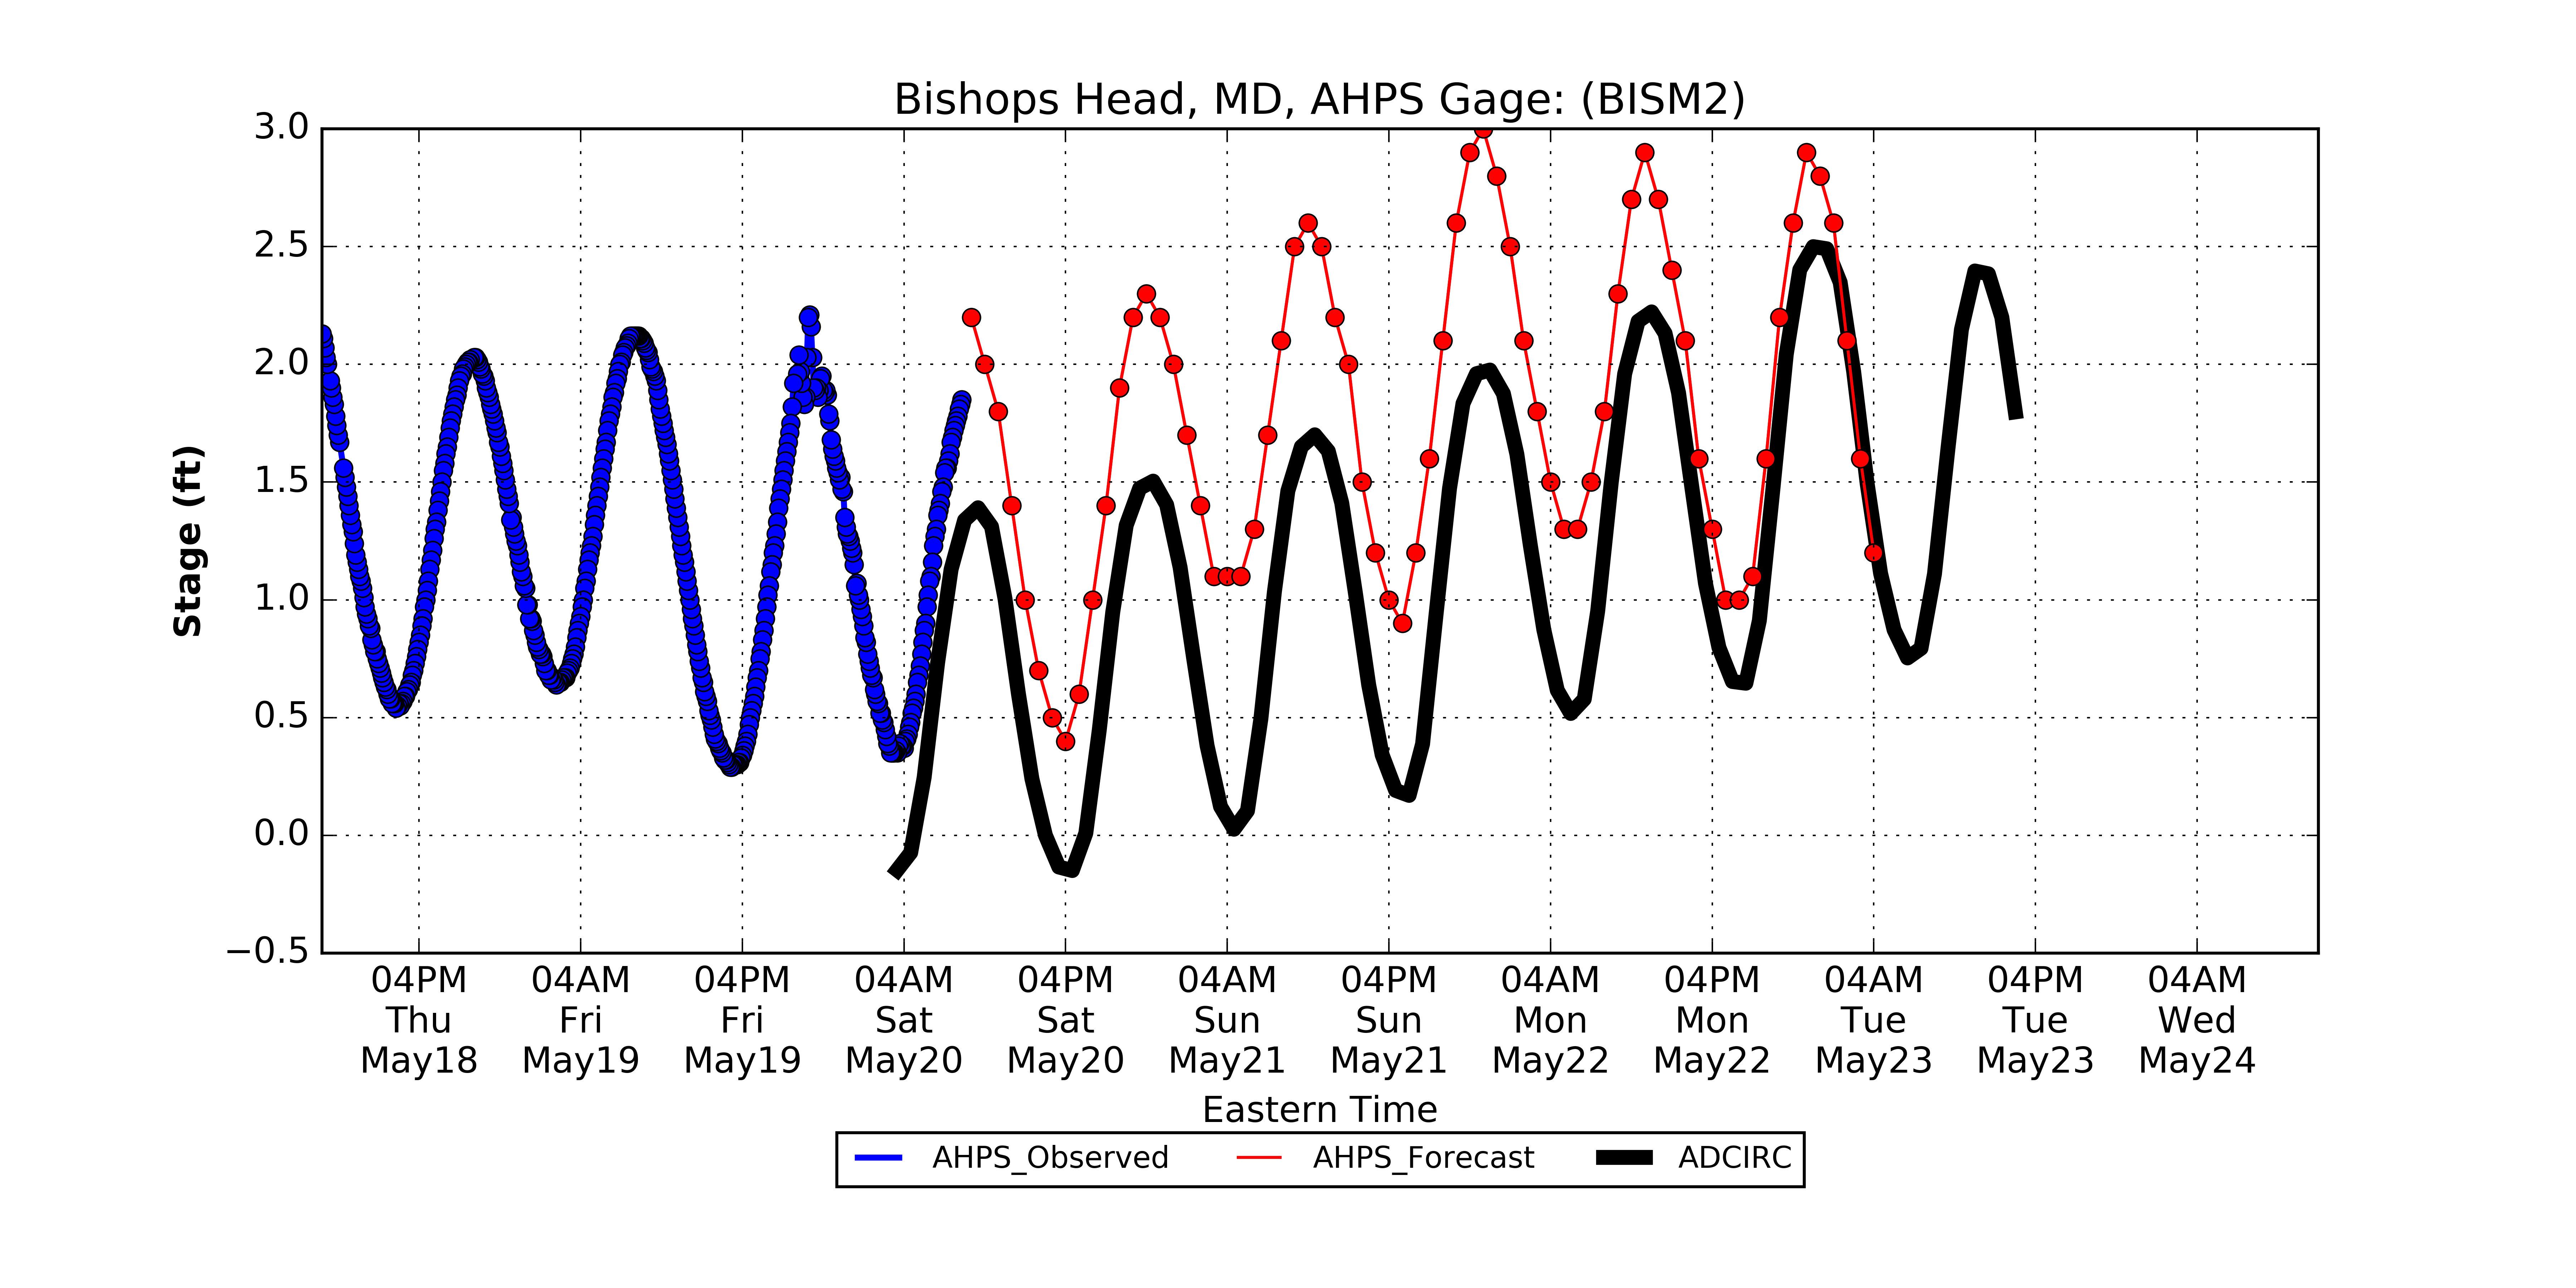 Bishops Head, MD, AHPS Gage: (BISM2)
3.0
2.5
2.0
1.5
1.0
0.5
0.0
−0.5
Stage (ft)
04PM 04AM 04PM 04AM 04PM 04AM 04PM 04AM 04PM 04AM 04PM 04AM
Thu Fri Fri Sat Sat Sun Sun Mon Mon Tue Tue Wed
May18 May19 May19 May20 May20 May21 May21 May22 May22 May23 May23 May24
Eastern Time
AHPS_Observed AHPS_Forecast ADCIRC